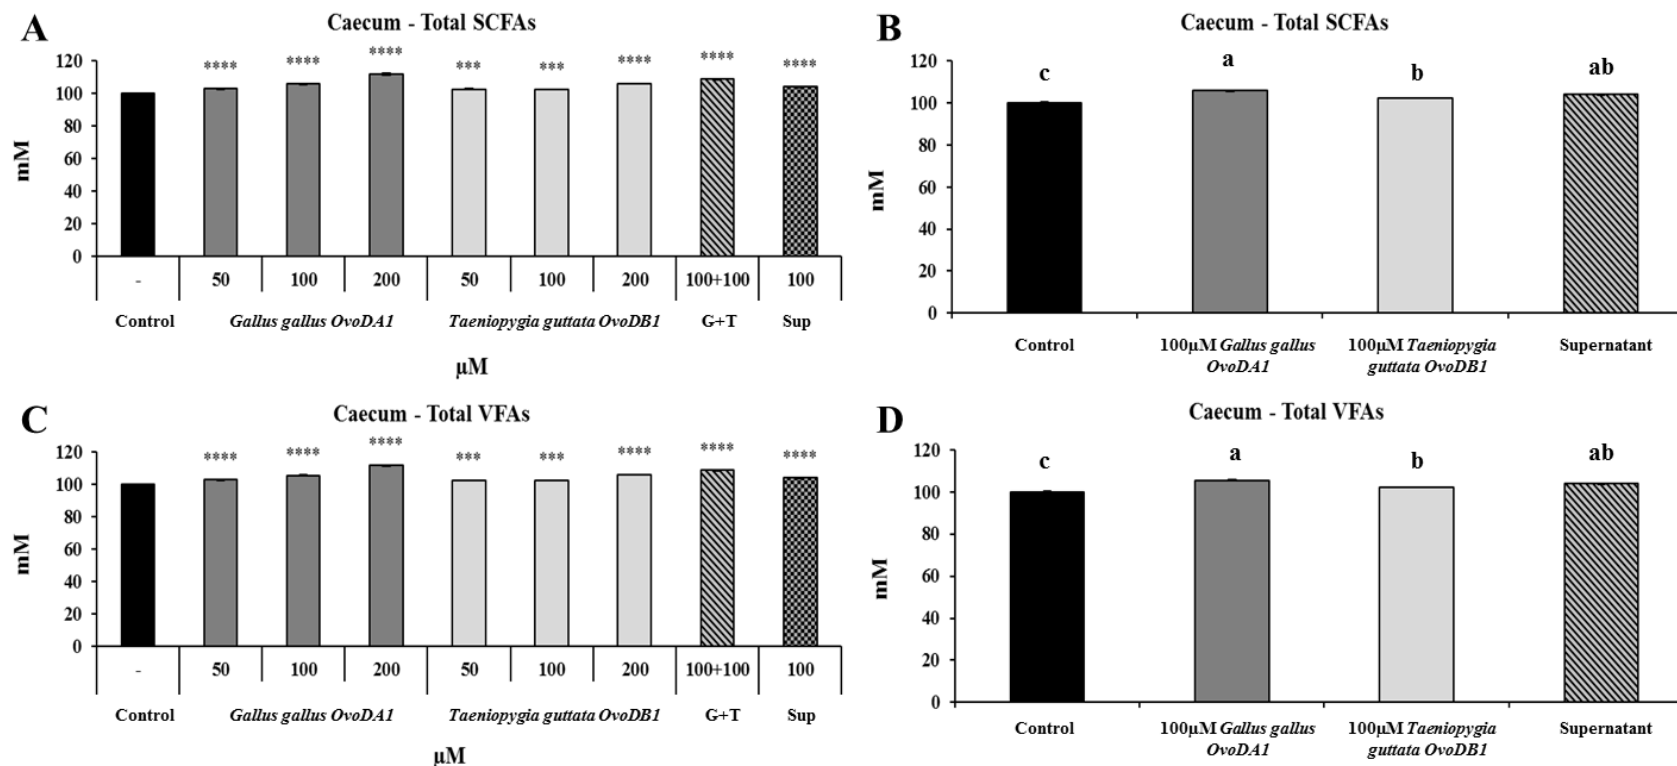 A
Caecum - Total SCFAs
**** **** **** *** *** **** **** ****
120
100
80
60
40
20
0
mM
- 50 100 200 50 100 200 100+100 100
Control Gallus gallus OvoDA1 Taeniopygia guttata OvoDB1 G+T Sup
µM
B
Caecum - Total SCFAs
c a b ab
120
100
80
60
40
20
0
mM
Control 100µM Gallus gallus 100µM Taeniopygia Supernatant
OvoDA1 guttata OvoDB1
C
Caecum - Total VFAs
**** **** **** *** *** **** **** ****
120
100
80
60
40
20
0
mM
- 50 100 200 50 100 200 100+100 100
Control Gallus gallus OvoDA1 Taeniopygia guttata OvoDB1 G+T Sup
µM
D
Caecum - Total VFAs
c a b ab
120
100
80
60
40
20
0
mM
Control 100µM Gallus gallus 100µM Taeniopygia Supernatant
OvoDA1 guttata OvoDB1